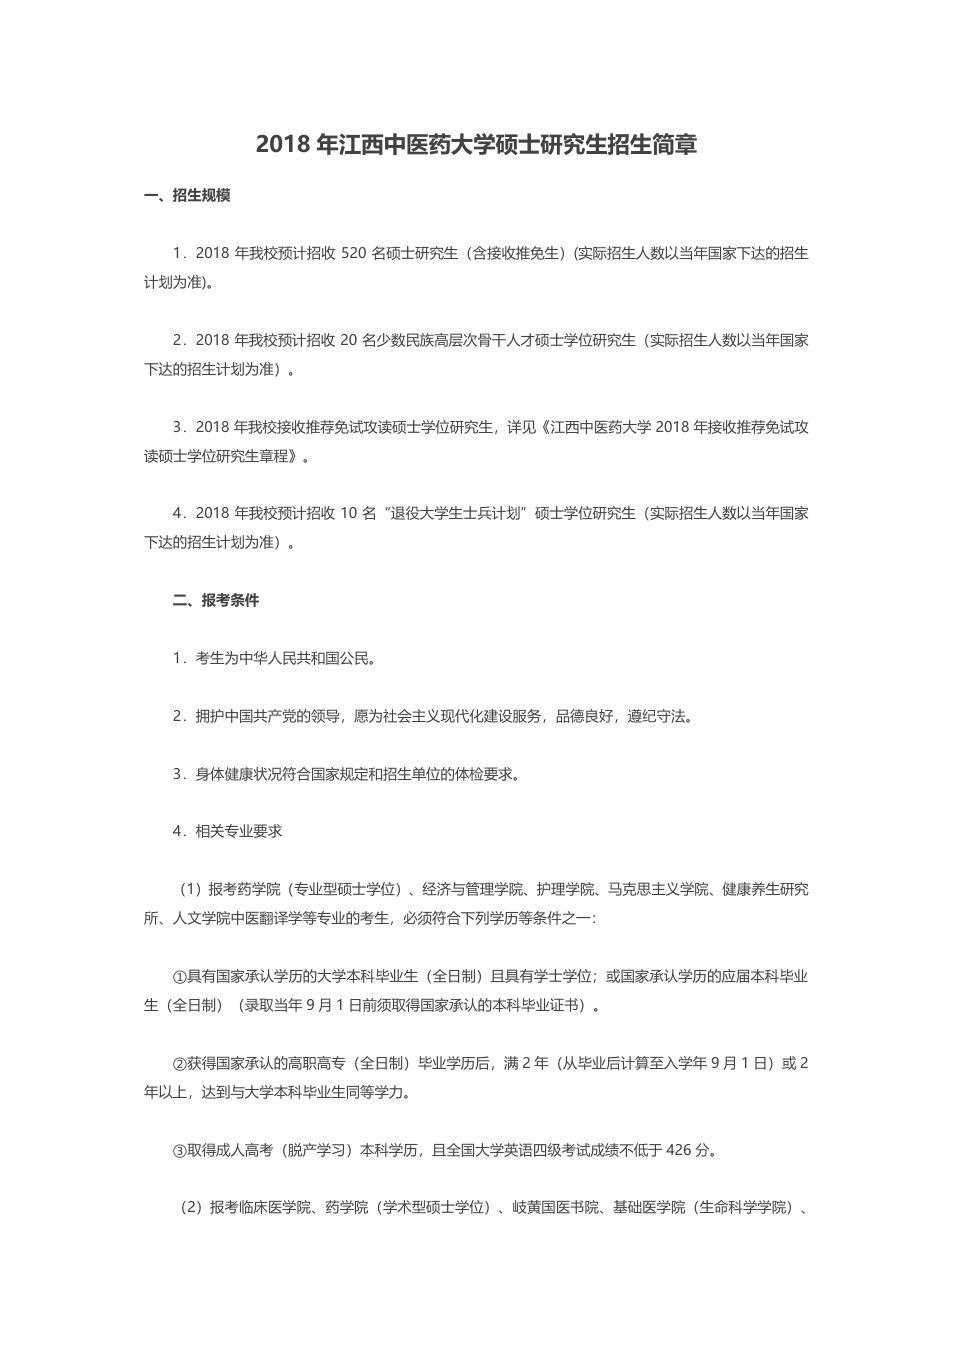 2018 年江西中医药大学硕士研究生招生简章
一、招生规模
1．2018 年我校预计招收 520 名硕士研究生（含接收推免生）(实际招生人数以当年国家下达的招生
计划为准)。
2．2018 年我校预计招收 20 名少数民族高层次骨干人才硕士学位研究生（实际招生人数以当年国家
下达的招生计划为准）。
3．2018 年我校接收推荐免试攻读硕士学位研究生，详见《江西中医药大学 2018 年接收推荐免试攻
读硕士学位研究生章程》。
4．2018 年我校预计招收 10 名“退役大学生士兵计划”硕士学位研究生（实际招生人数以当年国家
下达的招生计划为准）。
二、报考条件
1．考生为中华人民共和国公民。
2．拥护中国共产党的领导，愿为社会主义现代化建设服务，品德良好，遵纪守法。
3．身体健康状况符合国家规定和招生单位的体检要求。
4．相关专业要求
（1）报考药学院（专业型硕士学位）、经济与管理学院、护理学院、马克思主义学院、健康养生研究
所、人文学院中医翻译学等专业的考生，必须符合下列学历等条件之一：
①具有国家承认学历的大学本科毕业生（全日制）且具有学士学位；或国家承认学历的应届本科毕业
生（全日制）（录取当年 9 月 1 日前须取得国家承认的本科毕业证书）。
②获得国家承认的高职高专（全日制）毕业学历后，满 2 年（从毕业后计算至入学年 9 月 1 日）或 2
年以上，达到与大学本科毕业生同等学力。
③取得成人高考（脱产学习）本科学历，且全国大学英语四级考试成绩不低于 426 分。
（2）报考临床医学院、药学院（学术型硕士学位）、岐黄国医书院、基础医学院（生命科学学院）、